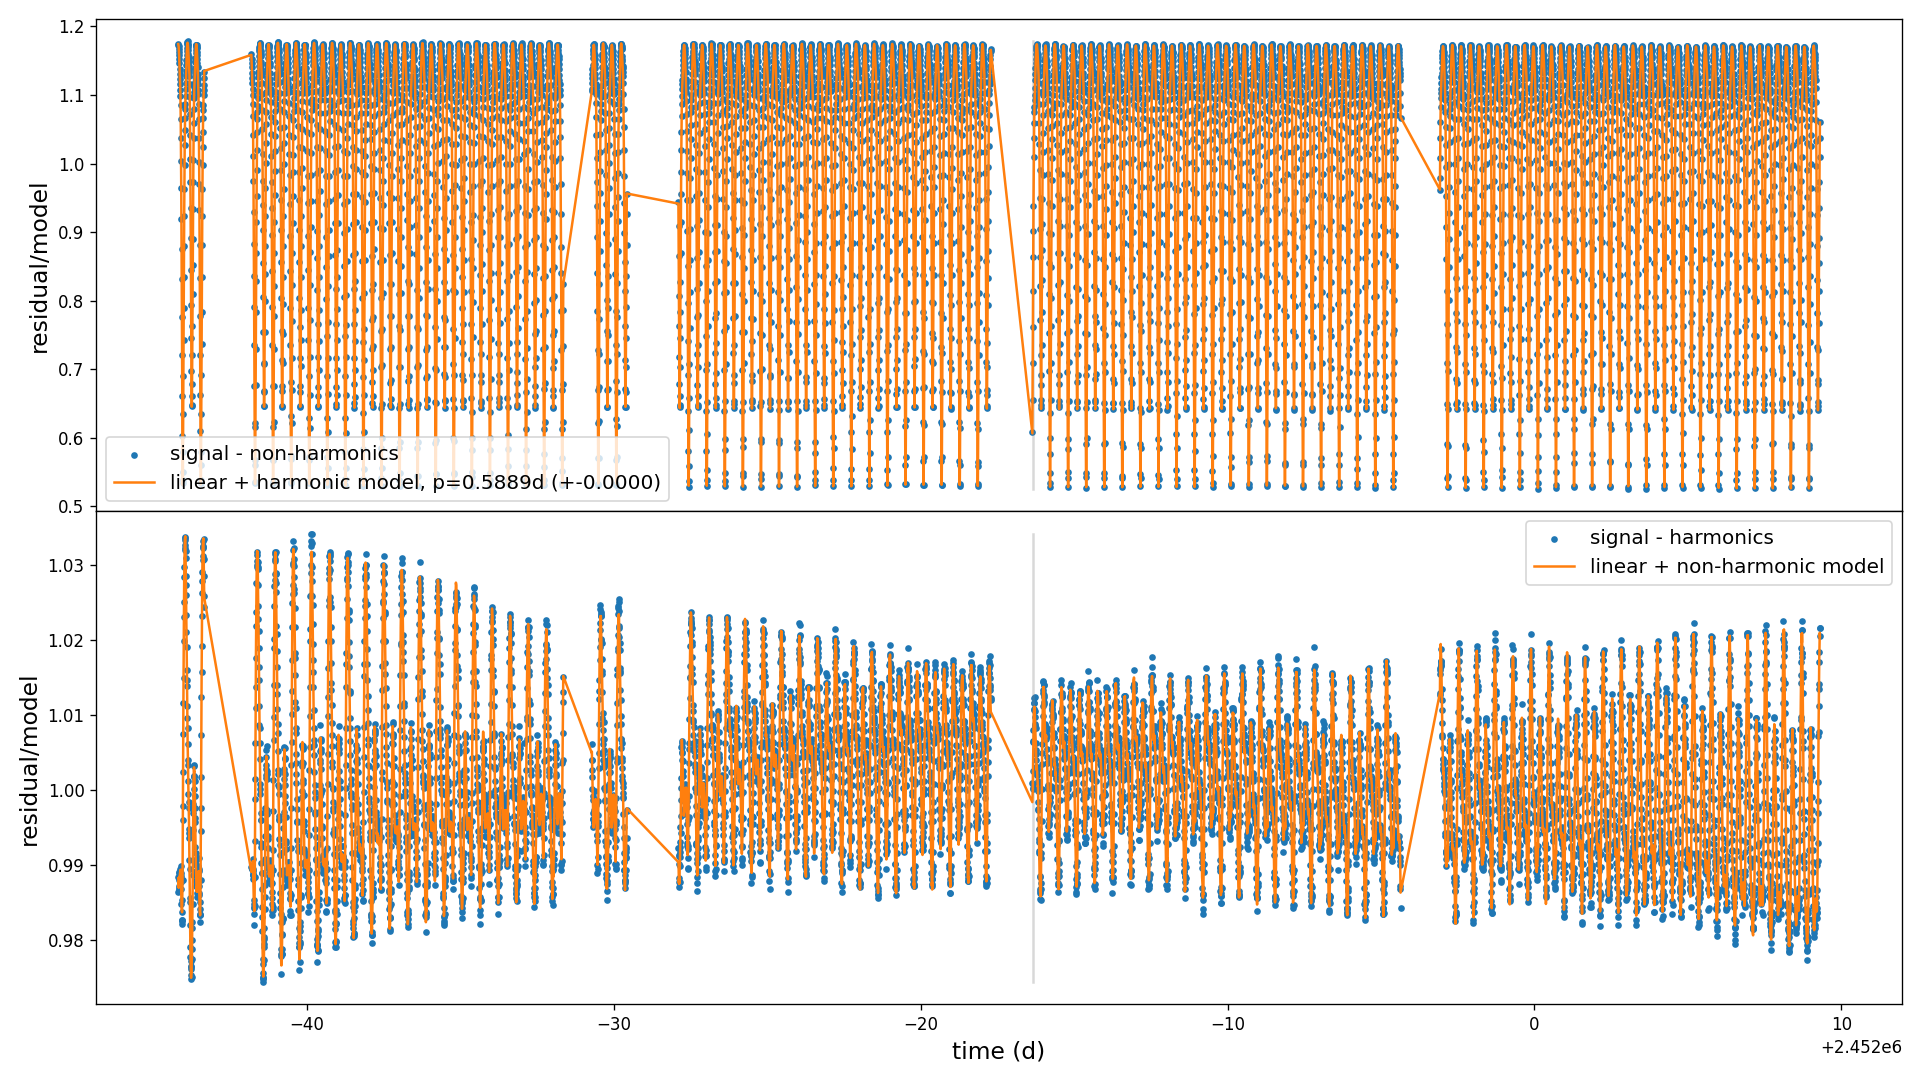 1.2
1.1
1.0
0.9
0.8
0.7
0.6
0.5
residual/model
signal - non-harmonics
linear + harmonic model, p=0.5889d (+-0.0000)
1.03
1.02
1.01
1.00
0.99
0.98
residual/model
signal - harmonics
linear + non-harmonic model
−40
−30
−20
−10
0
10
time (d)
+2.452e6